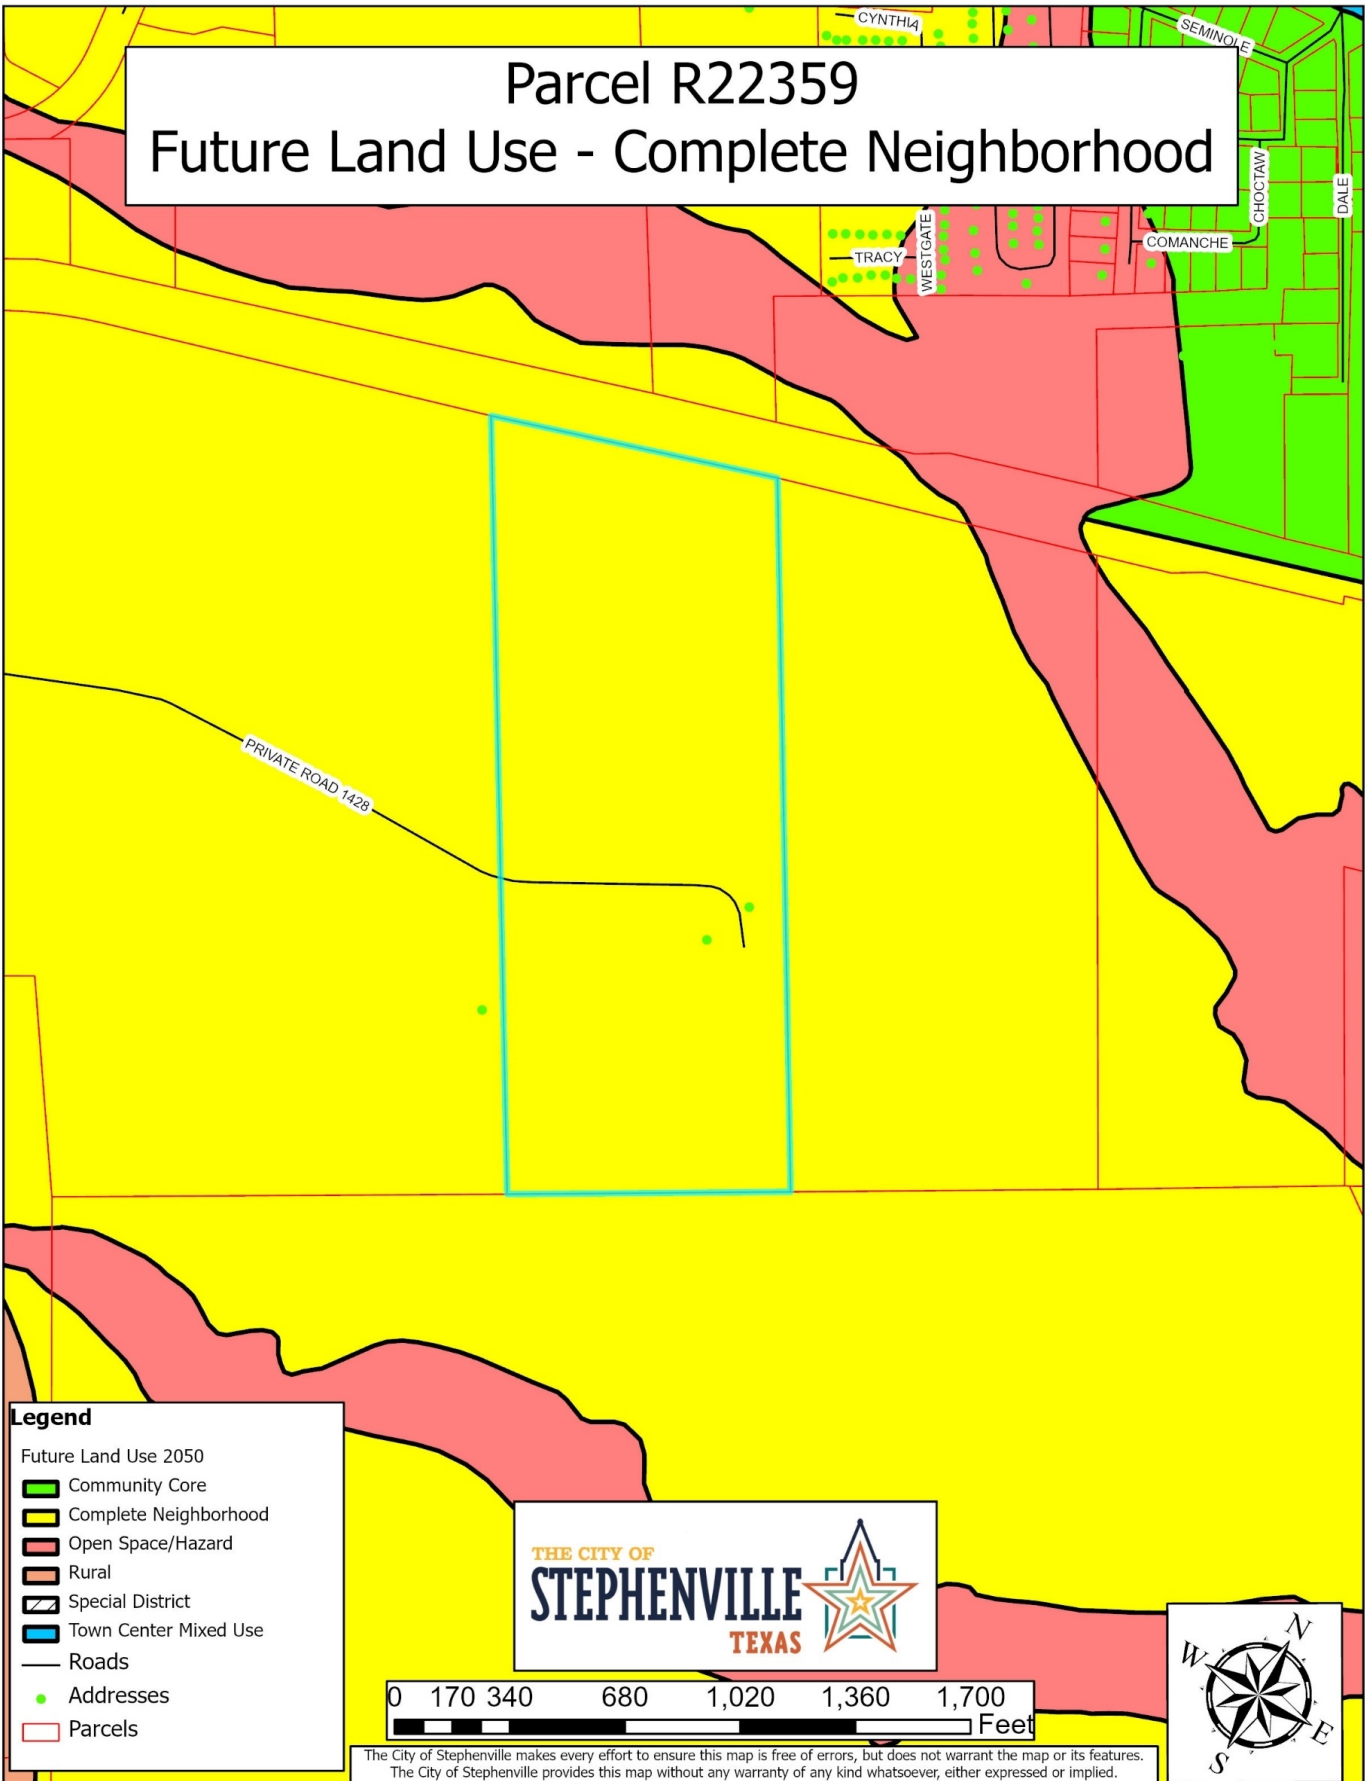 CYNTHIA
SEMINOLE
Parcel R22359
Future Land Use - Complete Neighborhood
CHOCTAW
DALE
WESTGATE
COMANCHE
TRACY
PRIVATE ROAD 1428
Legend
Future Land Use 2050
Community Core
Complete Neighborhood
Open Space/Hazard
Rural
Special District
Town Center Mixed Use
Roads
Addresses
Parcels
THE CITY OF
STEPHENVILLE
TEXAS
0 170 340 680 1,020 1,360 1,700
Feet
N
W
E
S
The City of Stephenville makes every effort to ensure this map is free of errors, but does not warrant the map or its features.
The City of Stephenville provides this map without any warranty of any kind whatsoever, either expressed or implied.